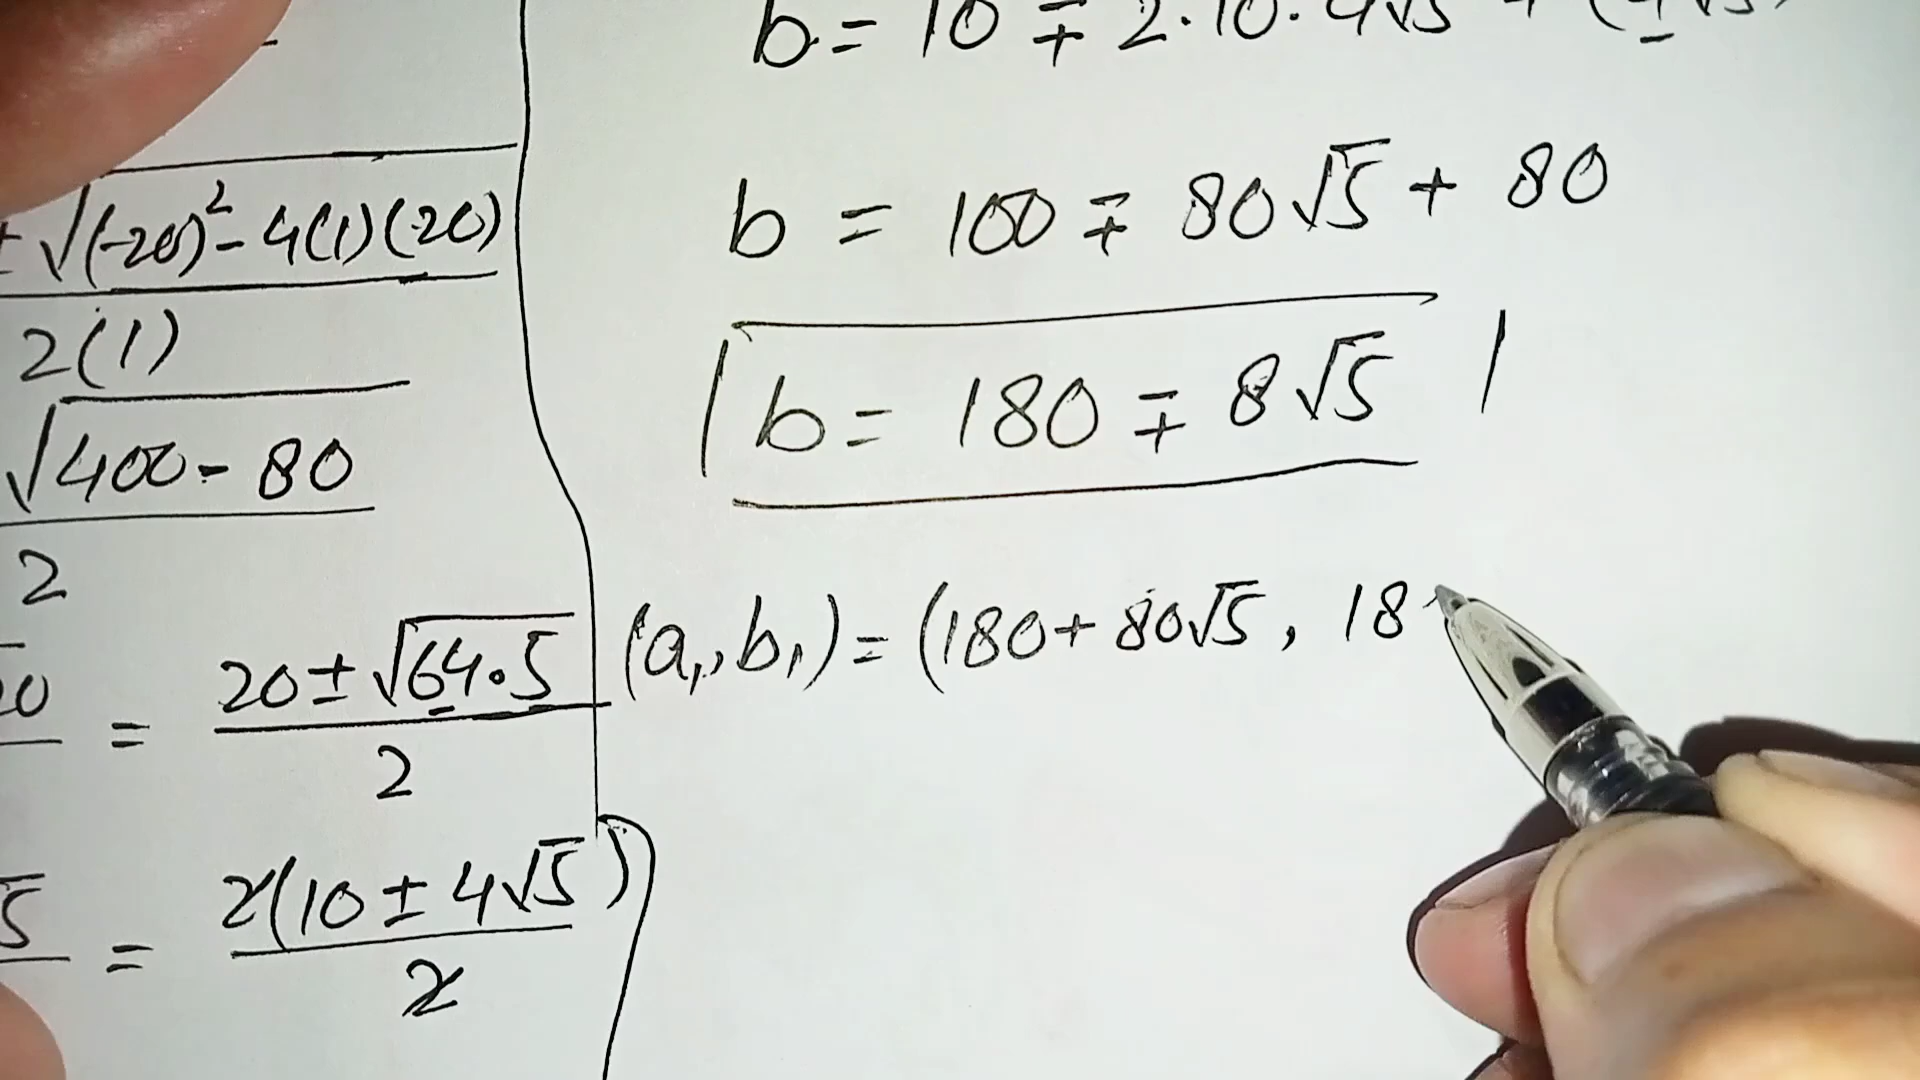 ± √(-20)² - 4(1)(20)
2(1)
√400 - 80
2
= 20 ± √64·5
2
5 = 2(10 ± 4√5)
2
b = 10 ∓ 2·10·4√5
b = 100 ∓ 80√5 + 80
b = 180 ∓ 8√5
(a₁, b₁) = (180 + 80√5, 18